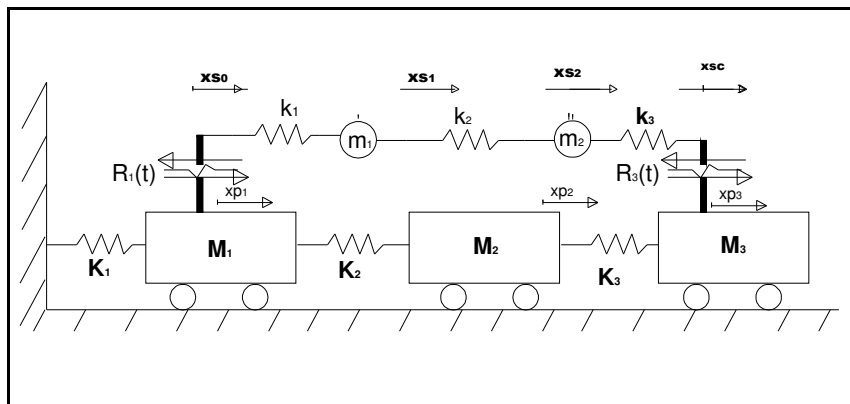 xs0 xs1 xs2 xsc
k1 k2 k3
m1 m2
R1(t) R3(t)
xp1 xp2 xp3
M1 M2 M3
K1 K2 K3